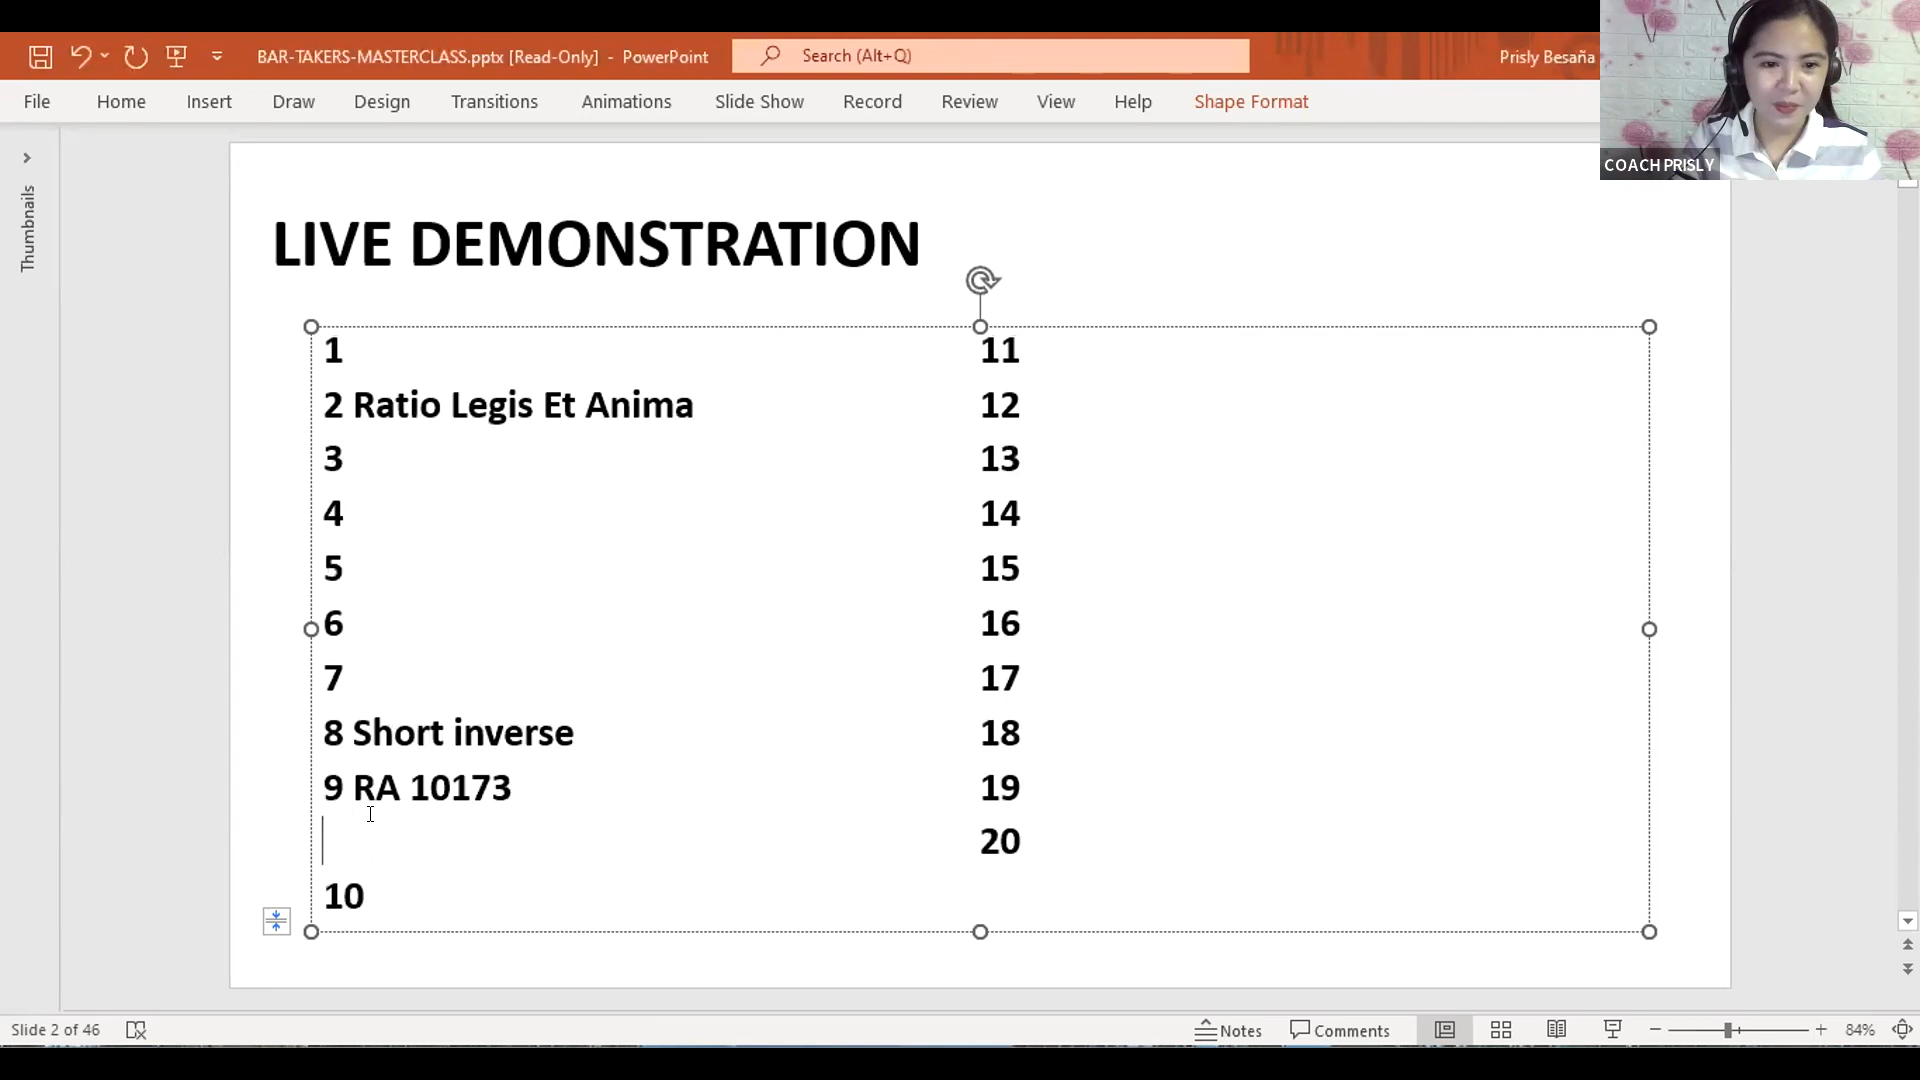 BAR-TAKERS-MASTERCLASS.pptx [Read-Only] - PowerPoint
Search (Alt+Q)
Prisly Besaña
File Home Insert Draw Design Transitions Animations Slide Show Record Review View Help Shape Format
COACH PRISLY
Thumbnails
LIVE DEMONSTRATION
1
2 Ratio Legis Et Anima
3
4
5
6
7
8 Short inverse
9 RA 10173
10
11
12
13
14
15
16
17
18
19
20
Slide 2 of 46
Notes
Comments
84%